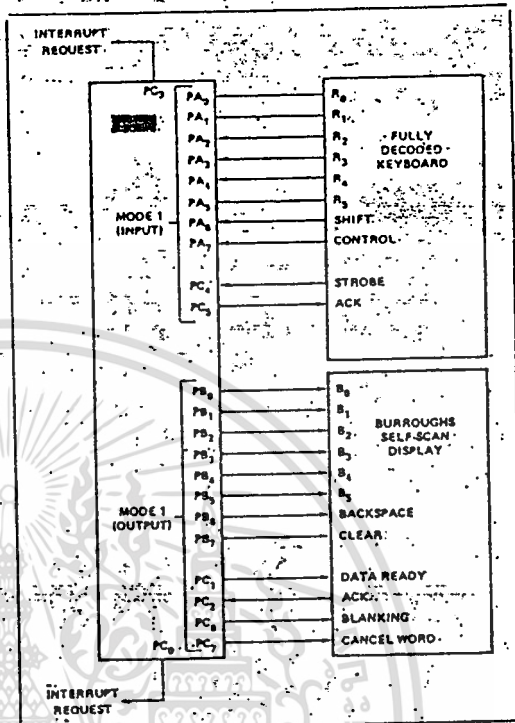 INTERRUPT
REQUEST
PC₃
PA₀ R₀
PA₁ R₁
PA₂ R₂
PA₃ R₃
PA₄ R₄
PA₅ R₅
PA₆ SHIFT
PA₇ CONTROL
FULLY
DECODED
KEYBOARD
MODE 1
(INPUT)
PC₄ STROBE
PC₅ ACK
PB₀ B₀
PB₁ B₁
PB₂ B₂
PB₃ B₃
PB₄ B₄
PB₅ B₅
PB₆ BACKSPACE
PB₇ CLEAR
BURROUGHS
SELF-SCAN
DISPLAY
MODE 1
(OUTPUT)
PC₁ DATA READY
PC₂ ACK
PC₆ BLANKING
PC₇ CANCEL WORD
PC₀
INTERRUPT
REQUEST